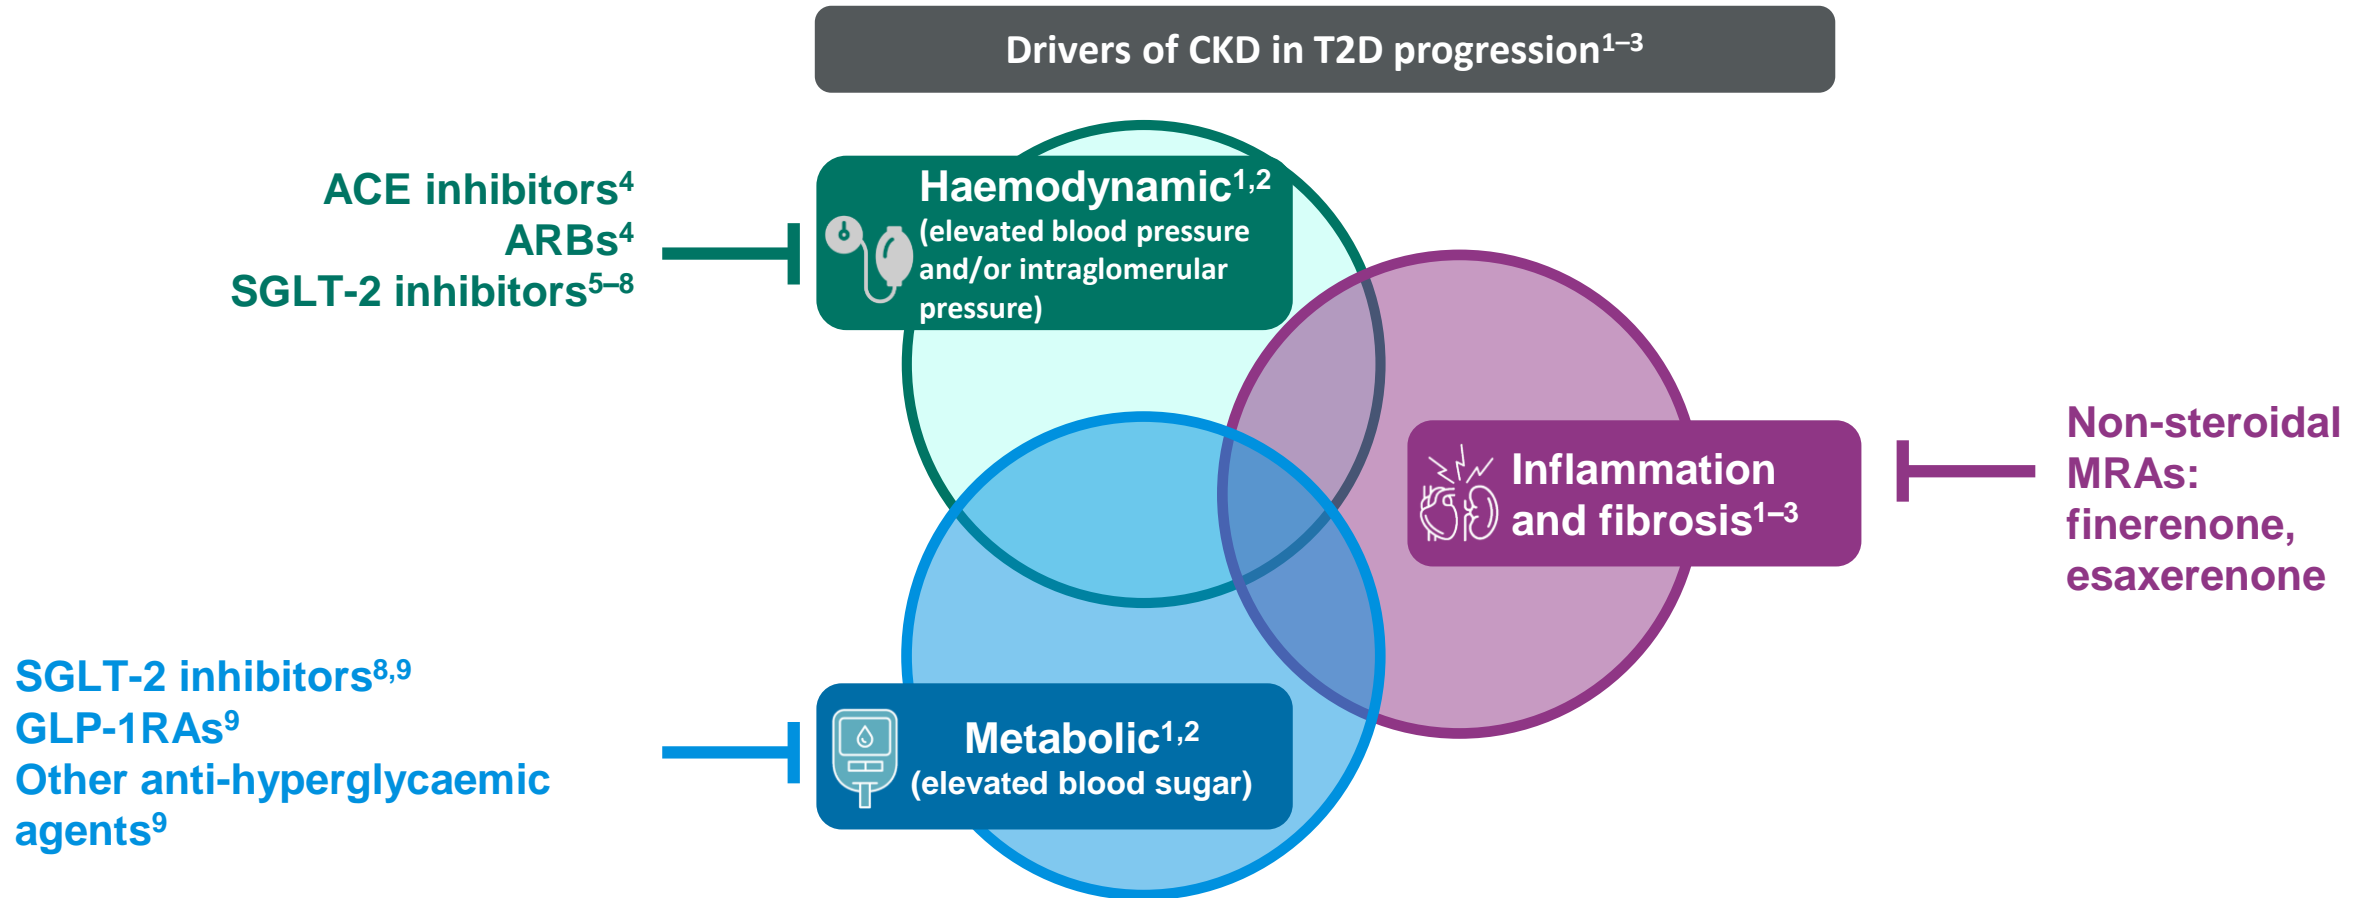 Drivers of CKD in T2D progression¹⁻³
ACE inhibitors⁴
ARBs⁴
SGLT-2 inhibitors⁵⁻⁸
Haemodynamic¹,²
(elevated blood pressure
and/or intraglomerular
pressure)
Inflammation
and fibrosis¹⁻³
Non-steroidal
MRAs:
finerenone,
esaxerenone
SGLT-2 inhibitors⁸,⁹
GLP-1RAs⁹
Other anti-hyperglycaemic
agents⁹
Metabolic¹,²
(elevated blood sugar)